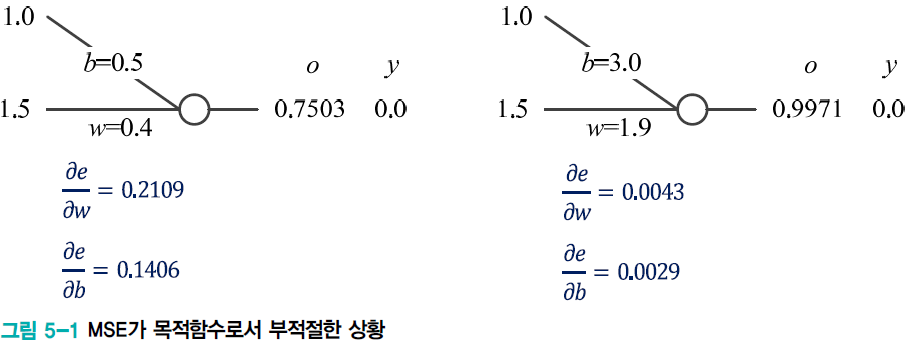 1.0
b=0.5
o y
1.5 0.7503 0.0
w=0.4
∂e/∂w = 0.2109
∂e/∂b = 0.1406
1.0
b=3.0
o y
1.5 0.9971 0.0
w=1.9
∂e/∂w = 0.0043
∂e/∂b = 0.0029
그림 5-1 MSE가 목적함수로서 부적절한 상황